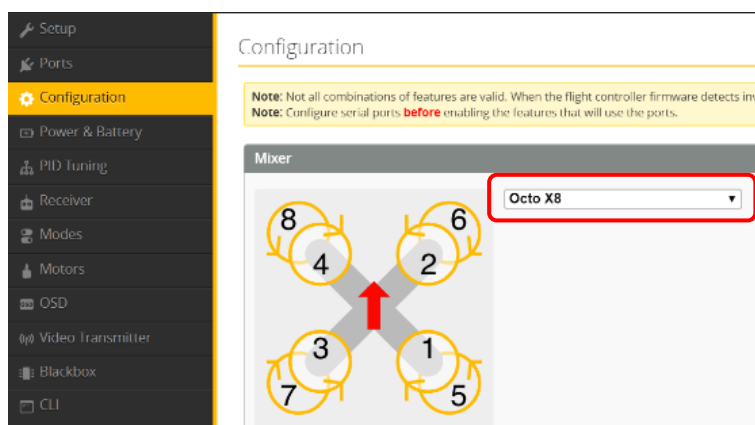 Setup
Ports
Configuration
Power & Battery
PID Tuning
Receiver
Modes
Motors
OSD
Video Transmitter
Blackbox
CLI
Configuration
Note: Not all combinations of features are valid. When the flight controller firmware detects inv
Note: Configure serial ports before enabling the features that will use the ports.
Mixer
Octo X8
8
6
4
2
3
1
7
5